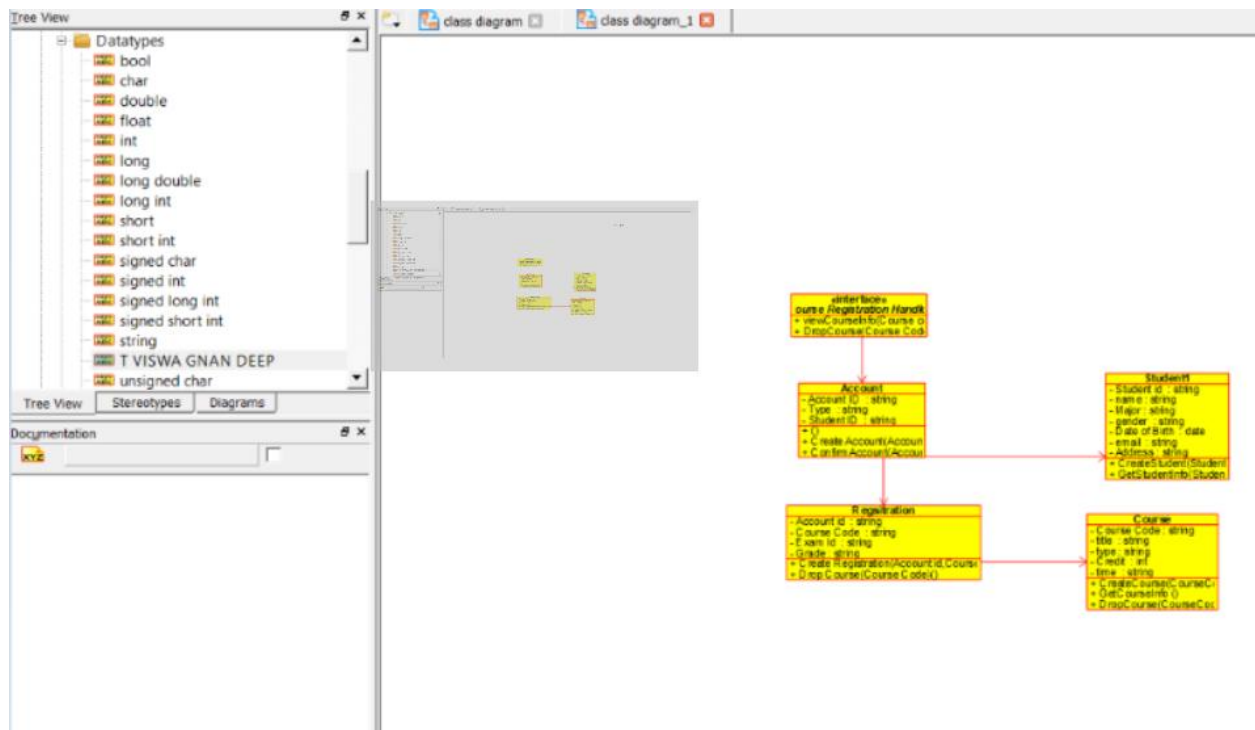 Tree View
Datatypes
bool
char
double
float
int
long
long double
long int
short
short int
signed char
signed int
signed long int
signed short int
string
T VISWA GNAN DEEP
unsigned char
Tree View Stereotypes Diagrams
Documentation
XYZ
class diagram
class diagram_1
«interface»
ourse Registration Handl
+ viewCourseInfo(Course c
+ DropCourse(Course Cod
Account
- Account ID : string
- Type : string
- Student ID : string
+ ()
+ Create Account(Accoun
+ Confirm Account(Accou
Student1
- Student id : string
- name : string
- Major : string
- gender : string
- Date of Birth : date
- email : string
- Address : string
+ CreateStudent(Student
+ GetStudentInfo(Studen
Regsitration
- Account id : string
- Course Code : string
- Exam Id : string
- Grade : string
+ Create Registration(Account id,Course
+ Drop Course(Course Code)()
Course
- Course Code : string
- title : string
- type : string
- Credit : int
- time : string
+ CreateCourse(CourseC
+ GetCourseInfo ()
+ DropCourse(CourseCo